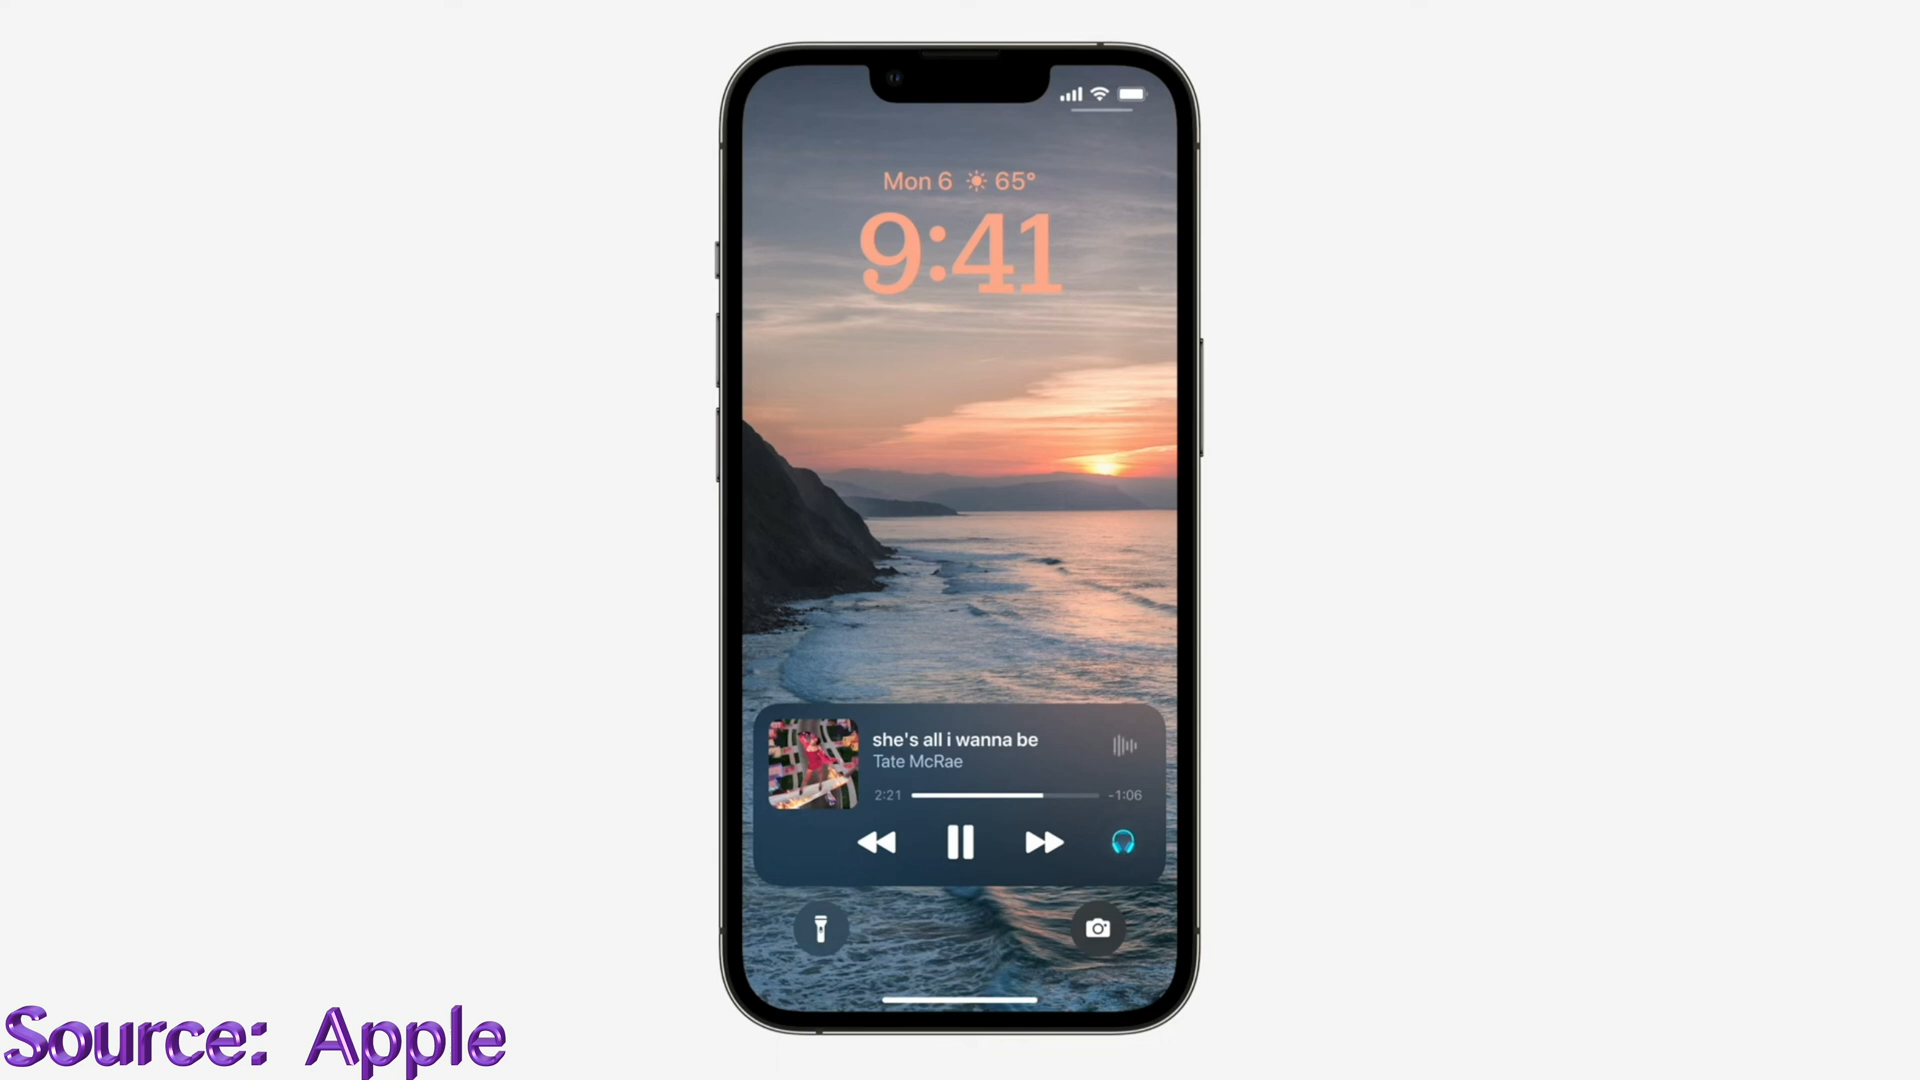 Mon 6 65°
9:41
she's all i wanna be
Tate McRae
2:21 -1:06
Source: Apple